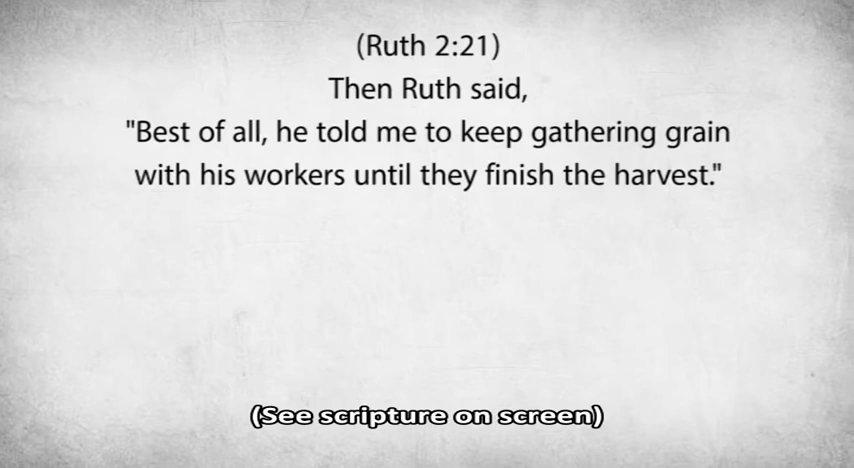 (Ruth 2:21)
Then Ruth said,
"Best of all, he told me to keep gathering grain
with his workers until they finish the harvest."
(See scripture on screen)